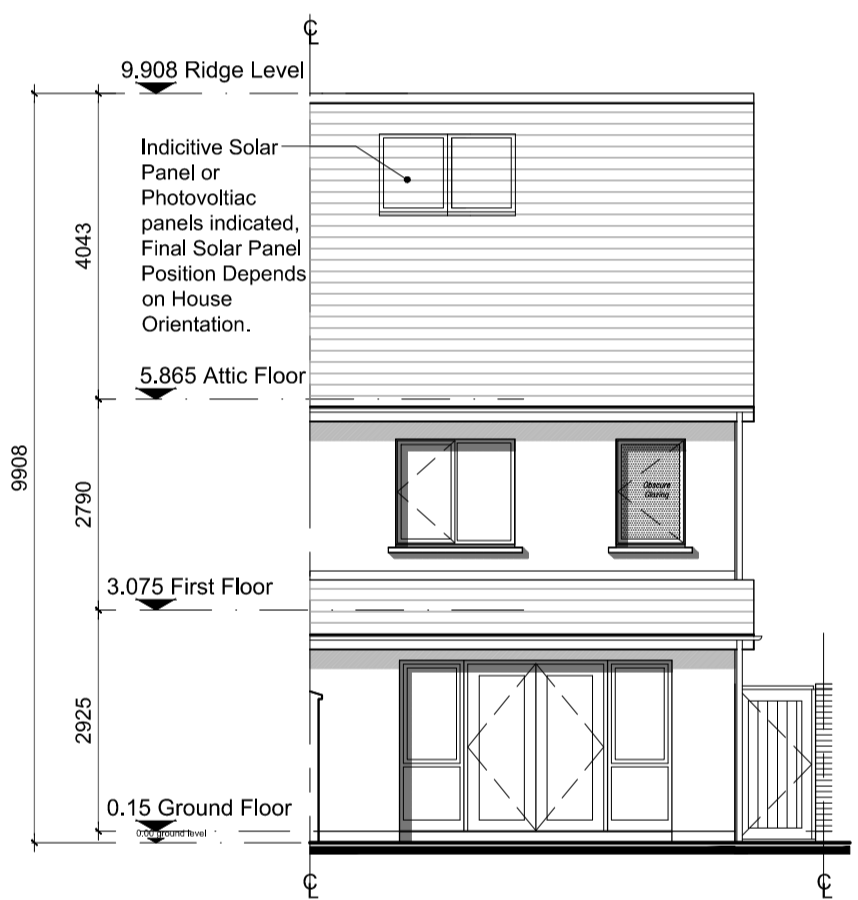 ℄
9.908 Ridge Level
Indicitive Solar
Panel or
Photovoltiac
panels indicated,
Final Solar Panel
Position Depends
on House
Orientation.
4043
5.865 Attic Floor
9908
2790
Obscure
Glazing
3.075 First Floor
2925
0.15 Ground Floor
0.00 ground level
℄
℄